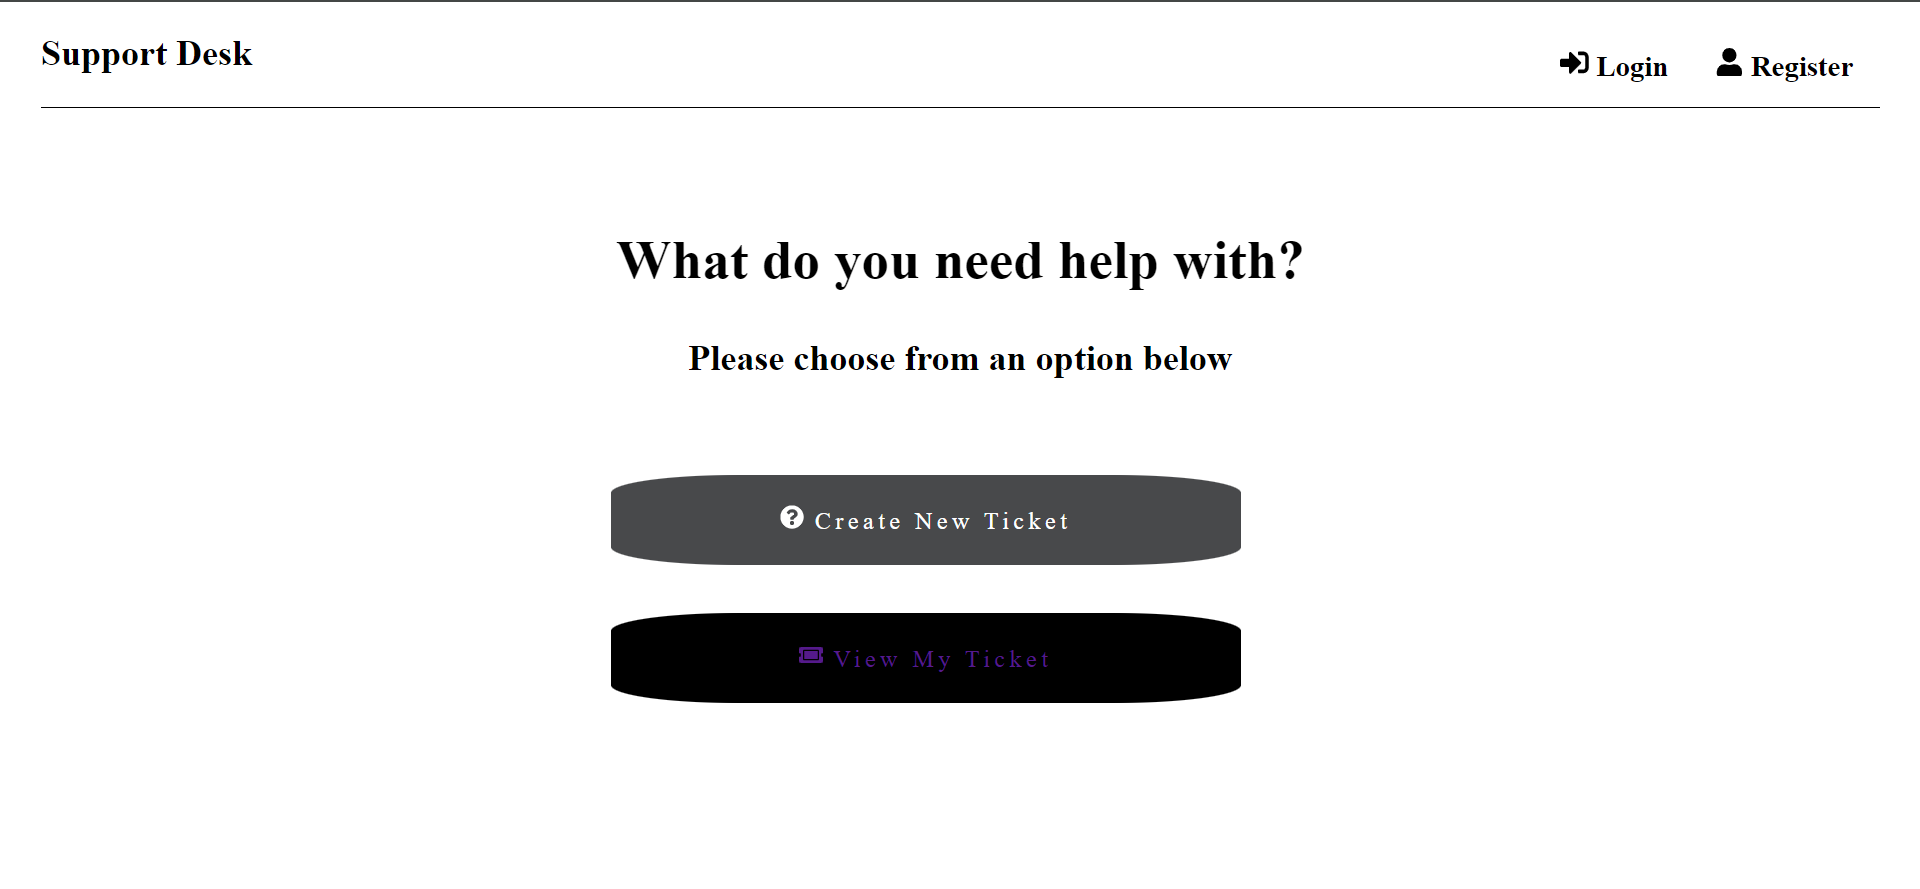 Support Desk
Login
Register
What do you need help with?
Please choose from an option below
Create New Ticket
View My Ticket